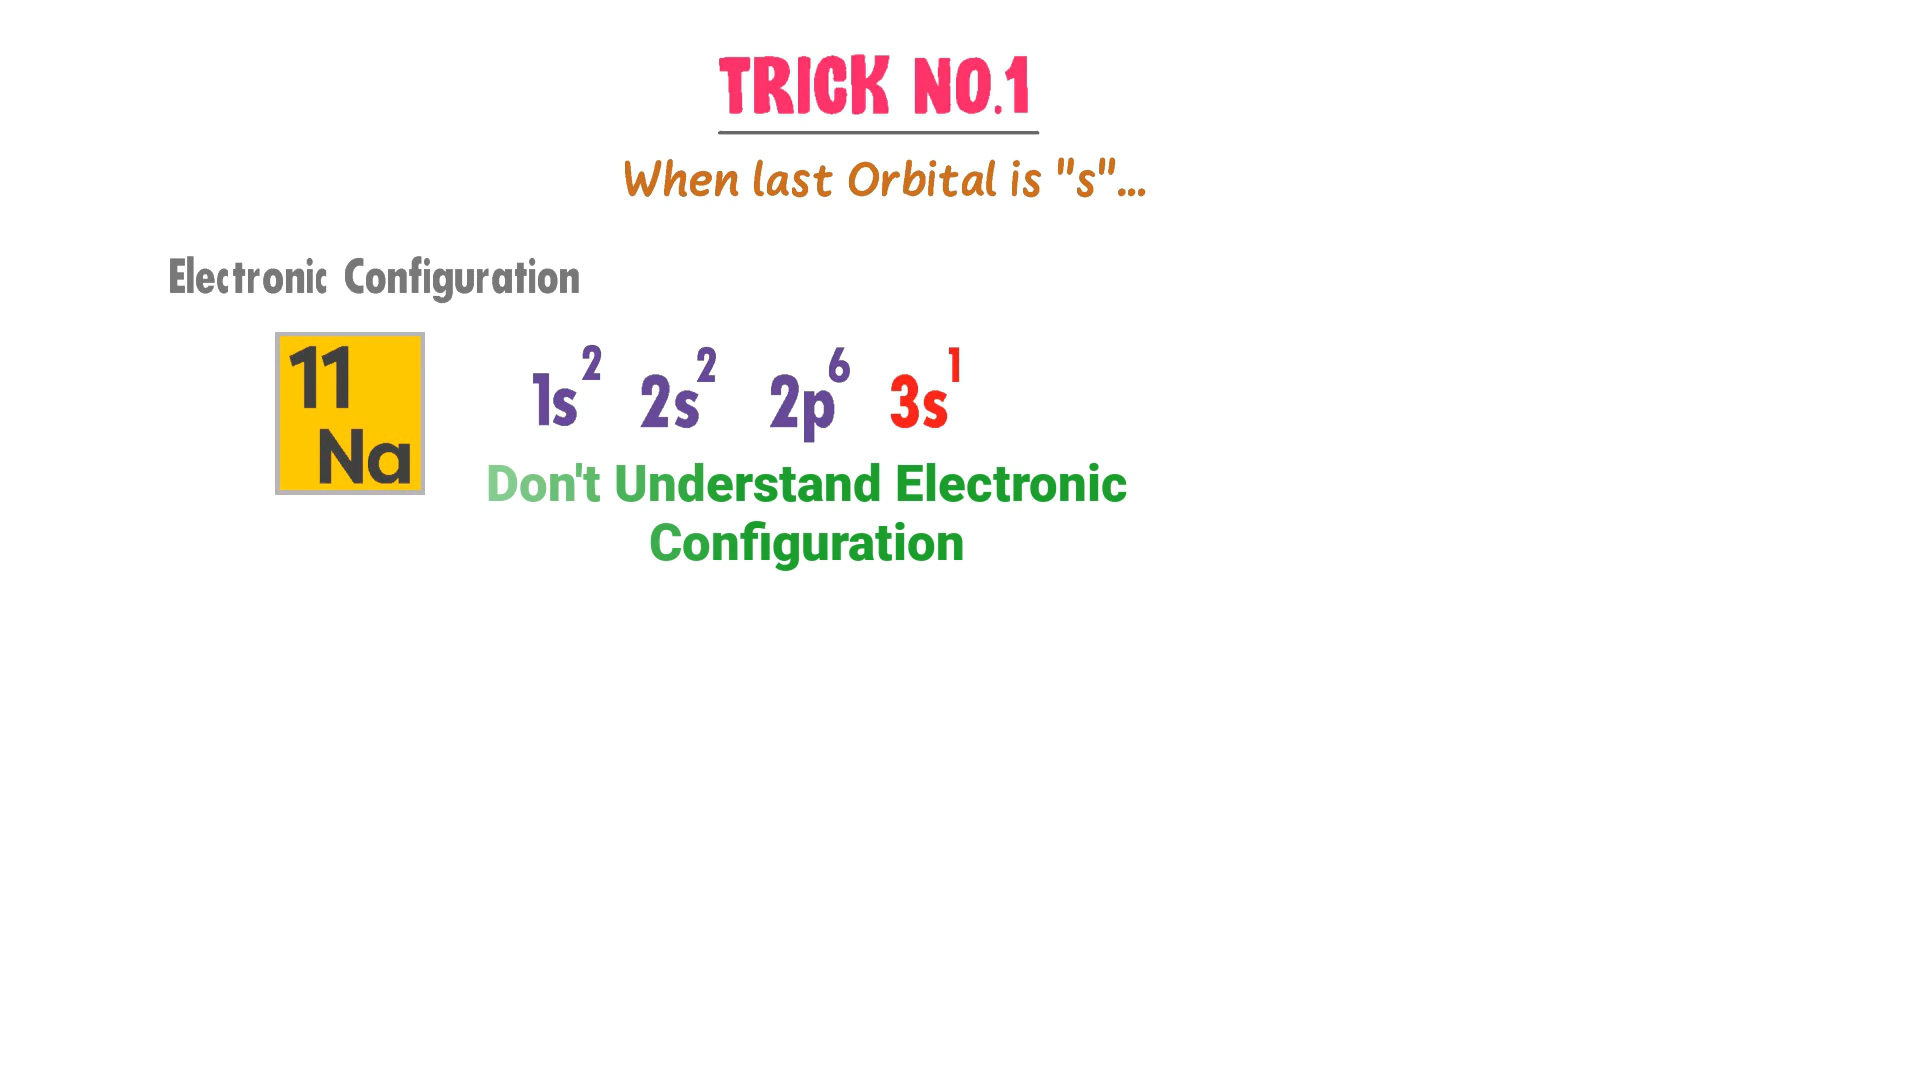 TRICK NO.1
When last Orbital is "s"...
Electronic Configuration
11
Na
1s² 2s² 2p⁶ 3s¹
Don't Understand Electronic
Configuration